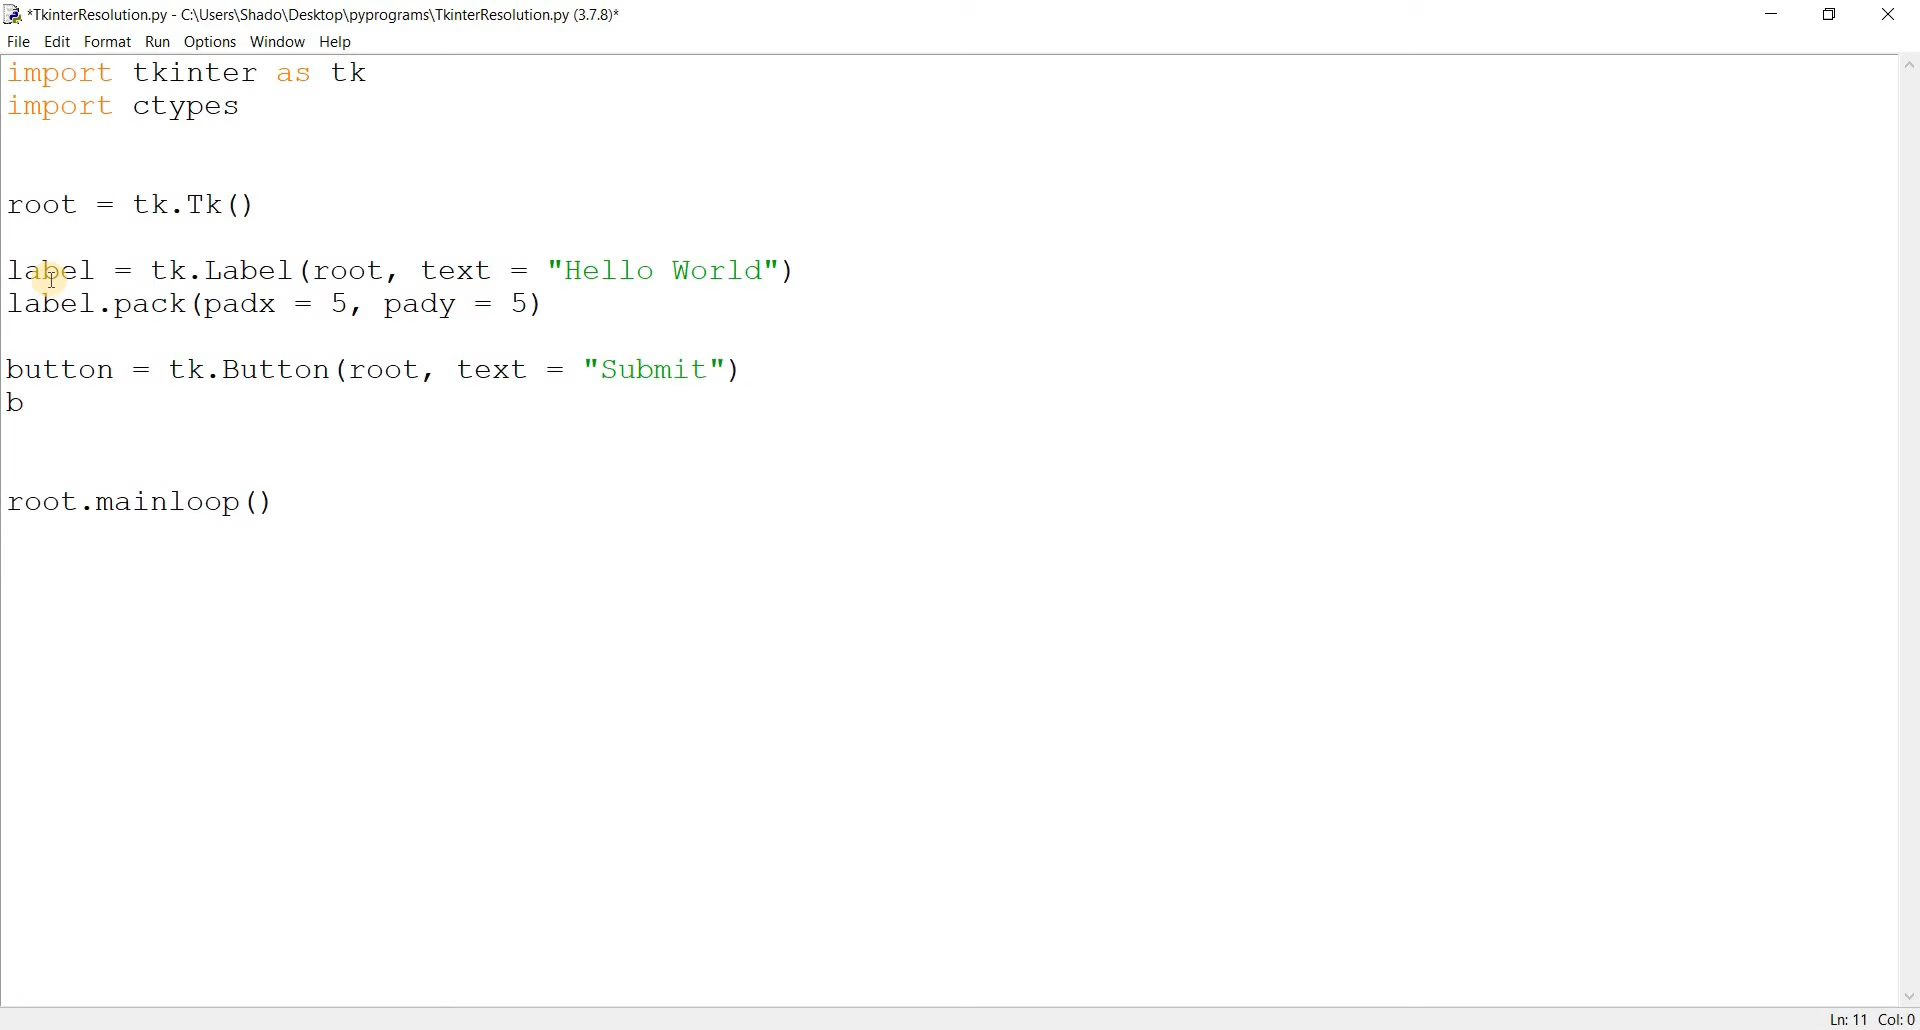 *TkinterResolution.py - C:\Users\Shado\Desktop\pyprograms\TkinterResolution.py (3.7.8)*
File Edit Format Run Options Window Help
import tkinter as tk
import ctypes
root = tk.Tk()
label = tk.Label(root, text = "Hello World")
label.pack(padx = 5, pady = 5)
button = tk.Button(root, text = "Submit")
b
root.mainloop()
Ln: 11 Col: 0